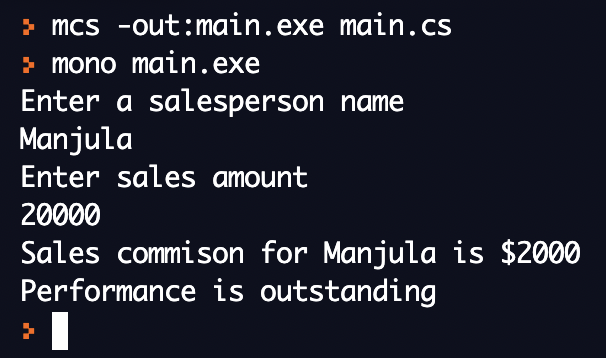 > mcs -out:main.exe main.cs
> mono main.exe
Enter a salesperson name
Manjula
Enter sales amount
20000
Sales commison for Manjula is $2000
Performance is outstanding
>